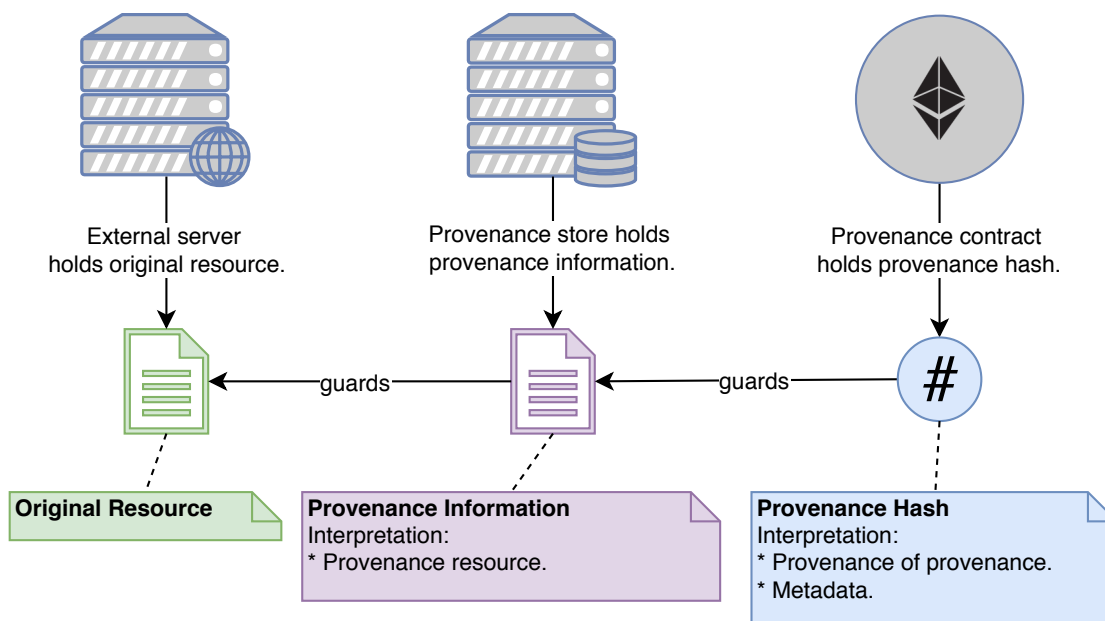 External server
holds original resource.
Provenance store holds
provenance information.
Provenance contract
holds provenance hash.
guards
guards
#
Original Resource
Provenance Information
Interpretation:
* Provenance resource.
Provenance Hash
Interpretation:
* Provenance of provenance.
* Metadata.